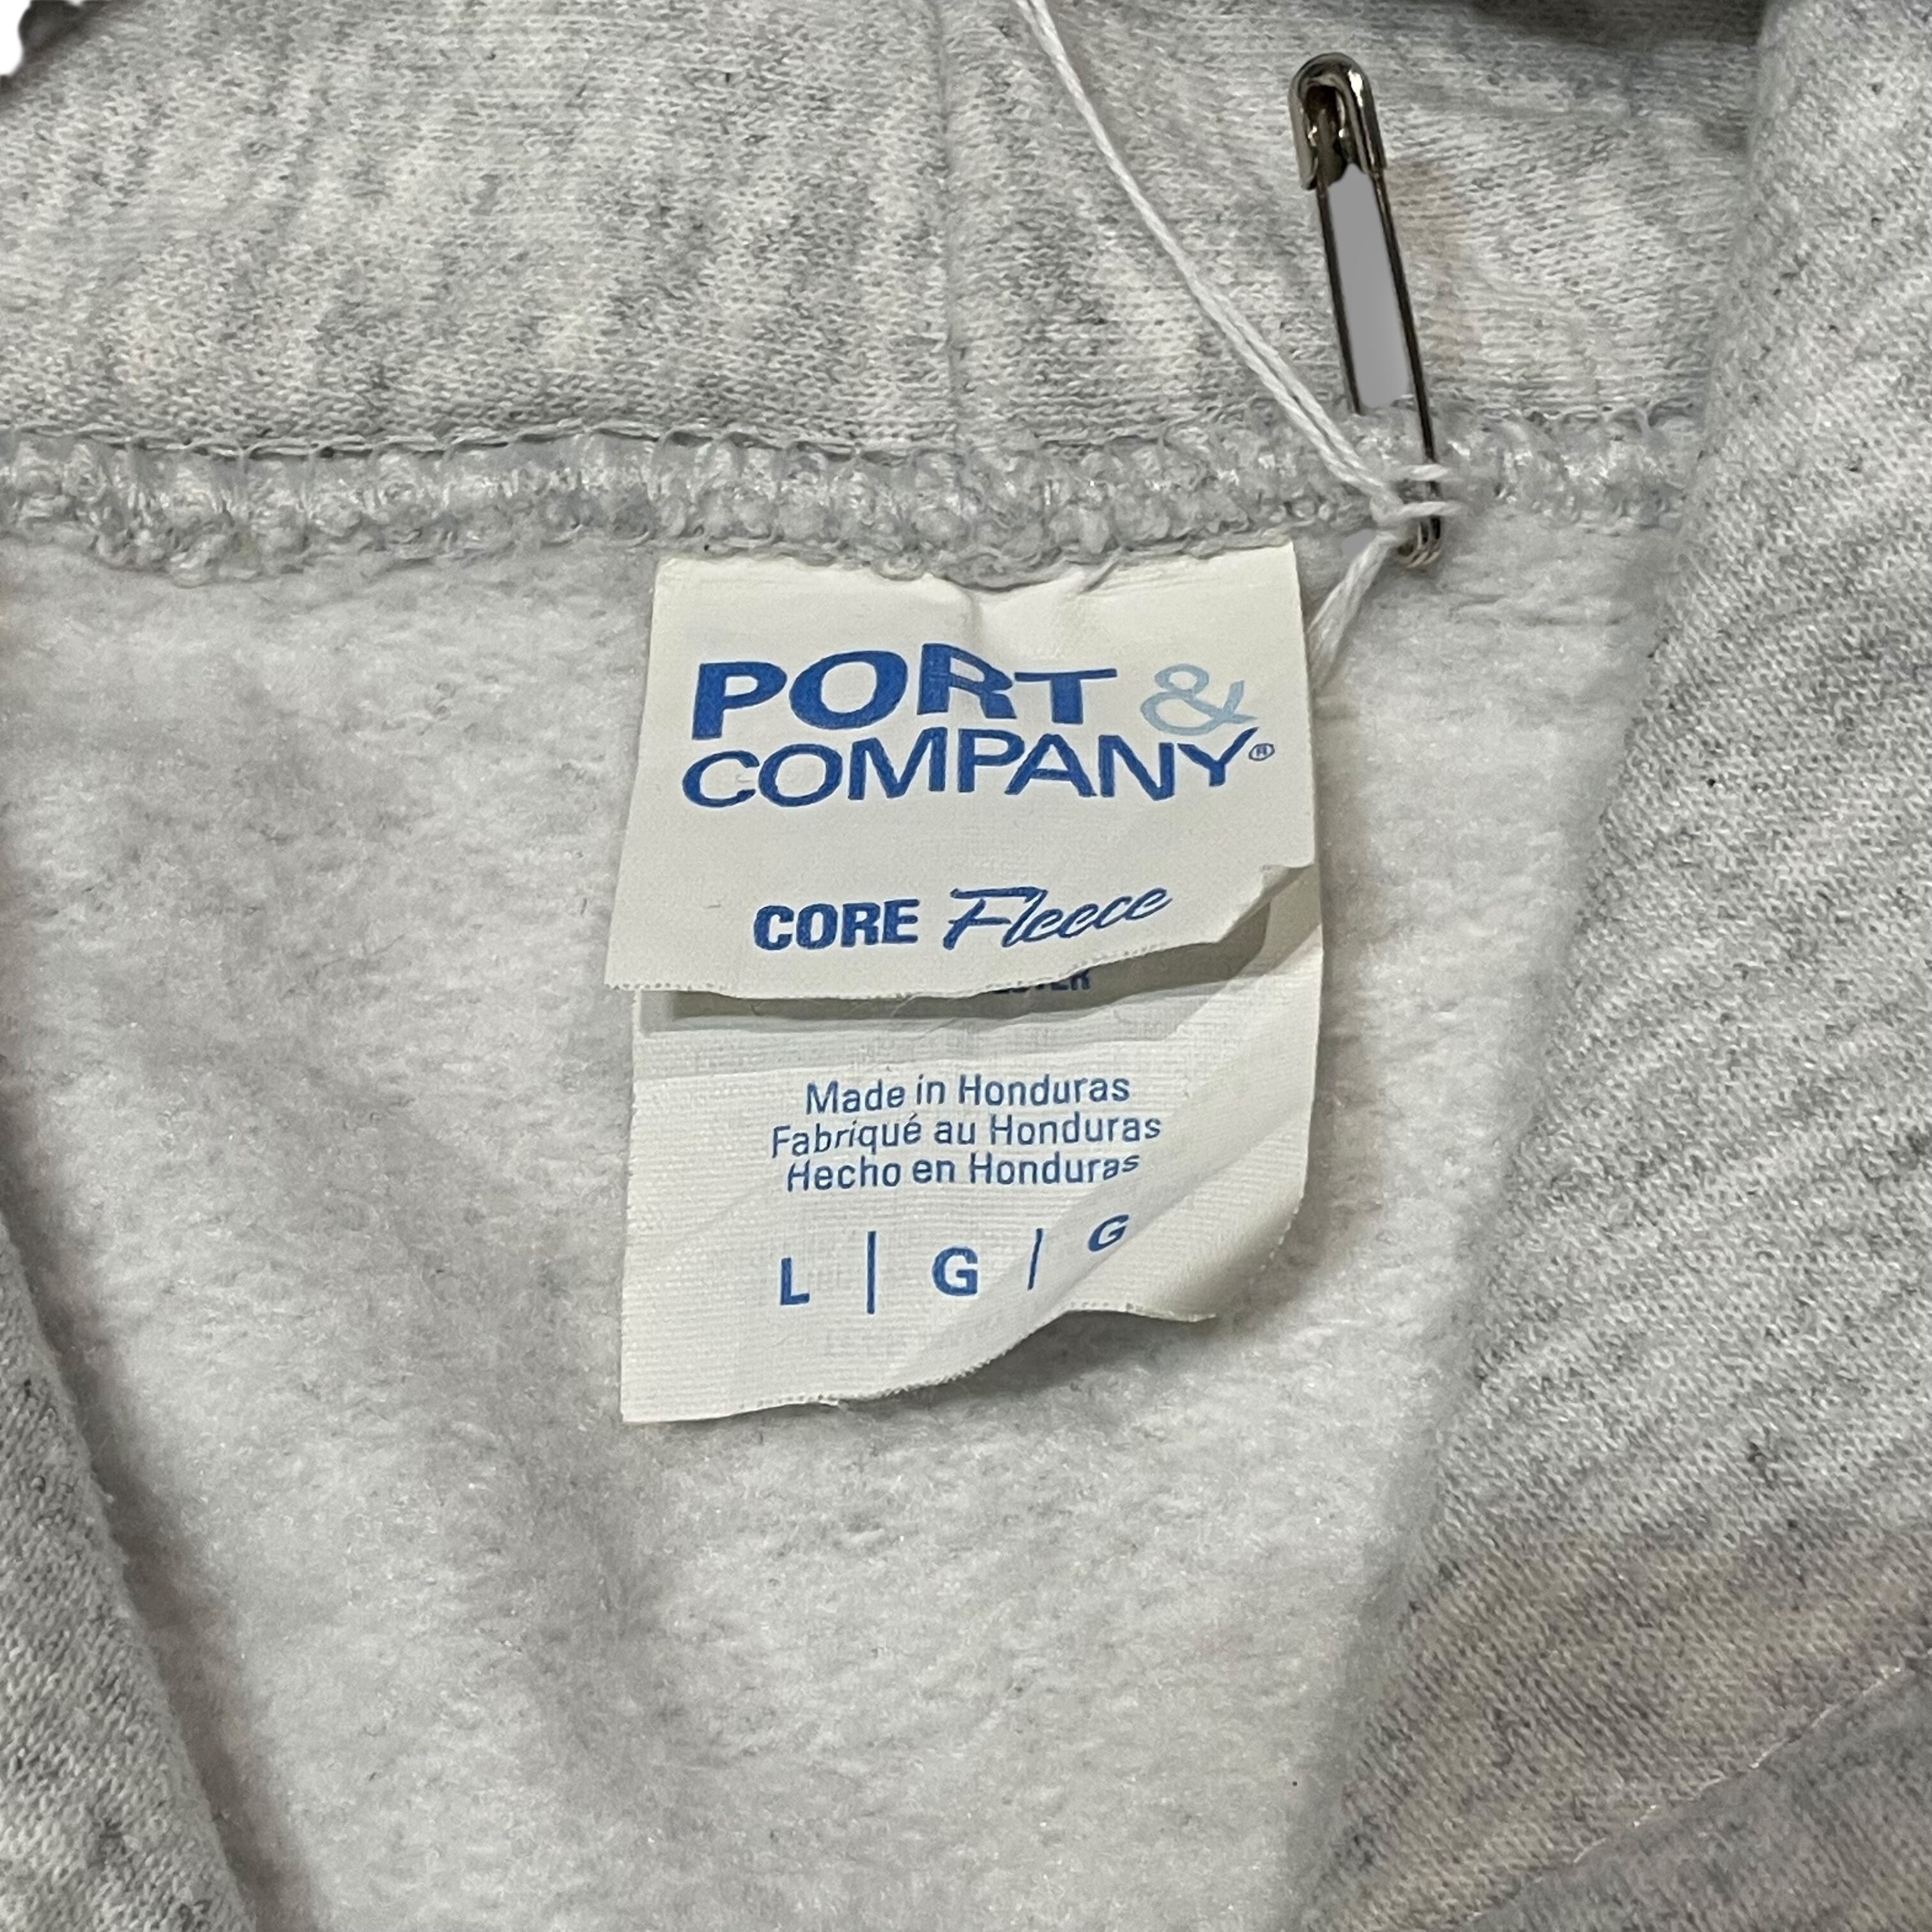 PORT &
COMPANY®
CORE Fleece
Made in Honduras
Fabriqué au Honduras
Hecho en Honduras
L | G | G